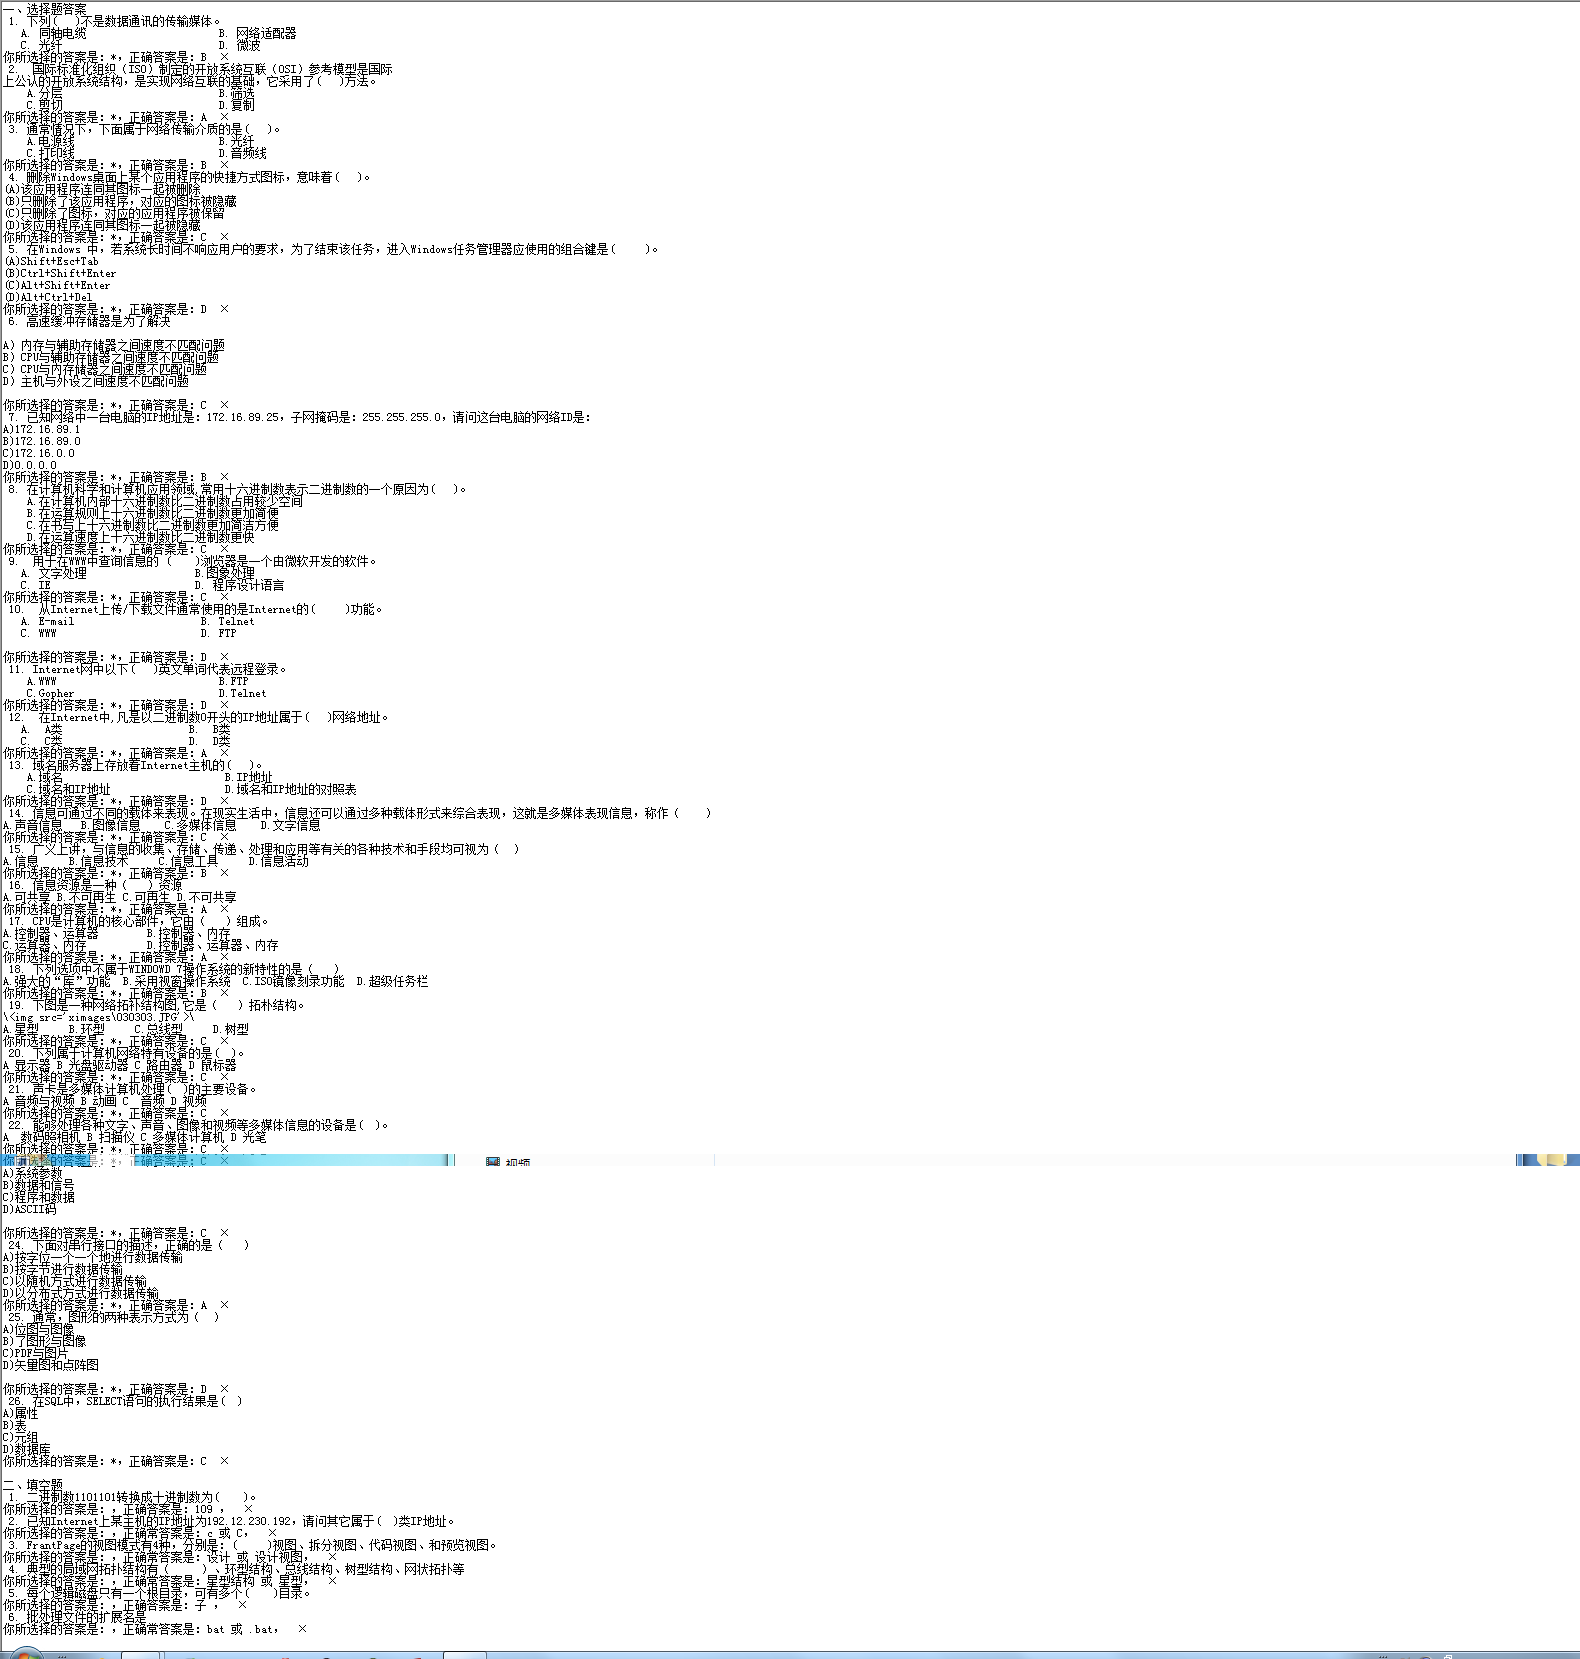 一、选择题答案
1. 下列(  )不是数据通讯的传输媒体。
A. 同轴电缆 B. 网络适配器
C. 光纤 D. 微波
你所选择的答案是：*，正确答案是：B ×
2. 国际标准化组织（ISO）制定的开放系统互联（OSI）参考模型是国际
上公认的开放系统结构，是实现网络互联的基础，它采用了(  )方法。
A.分层 B.筛选
C.剪切 D.复制
你所选择的答案是：*，正确答案是：A ×
3. 通常情况下，下面属于网络传输介质的是(  )。
A.电源线 B.光纤
C.打印线 D.音频线
你所选择的答案是：*，正确答案是：B ×
4. 删除Windows桌面上某个应用程序的快捷方式图标，意味着(  )。
(A)该应用程序连同其图标一起被删除
(B)只删除了该应用程序，对应的图标被隐藏
(C)只删除了图标，对应的应用程序被保留
(D)该应用程序连同其图标一起被隐藏
你所选择的答案是：*，正确答案是：C ×
5. 在Windows 中，若系统长时间不响应用户的要求，为了结束该任务，进入Windows任务管理器应使用的组合键是(    )。
(A)Shift+Esc+Tab
(B)Ctrl+Shift+Enter
(C)Alt+Shift+Enter
(D)Alt+Ctrl+Del
你所选择的答案是：*，正确答案是：D ×
6. 高速缓冲存储器是为了解决
A）内存与辅助存储器之间速度不匹配问题
B）CPU与辅助存储器之间速度不匹配问题
C）CPU与内存储器之间速度不匹配问题
D）主机与外设之间速度不匹配问题
你所选择的答案是：*，正确答案是：C ×
7. 已知网络中一台电脑的IP地址是：172.16.89.25，子网掩码是：255.255.255.0，请问这台电脑的网络ID是：
A)172.16.89.1
B)172.16.89.0
C)172.16.0.0
D)0.0.0.0
你所选择的答案是：*，正确答案是：B ×
8. 在计算机科学和计算机应用领域,常用十六进制数表示二进制数的一个原因为(  )。
A.在计算机内部十六进制数比二进制数占用较少空间
B.在运算规则上十六进制数比二进制数更加简便
C.在书写上十六进制数比二进制数更加简洁方便
D.在运算速度上十六进制数比二进制数更快
你所选择的答案是：*，正确答案是：C ×
9. 用于在WWW中查询信息的 (   )浏览器是一个由微软开发的软件。
A. 文字处理 B.图象处理
C. IE D. 程序设计语言
你所选择的答案是：*，正确答案是：C ×
10. 从Internet上传/下载文件通常使用的是Internet的(    )功能。
A. E-mail B. Telnet
C. WWW D. FTP
你所选择的答案是：*，正确答案是：D ×
11. Internet网中以下(  )英文单词代表远程登录。
A.WWW B.FTP
C.Gopher D.Telnet
你所选择的答案是：*，正确答案是：D ×
12. 在Internet中,凡是以二进制数0开头的IP地址属于(  )网络地址。
A. A类 B. B类
C. C类 D. D类
你所选择的答案是：*，正确答案是：A ×
13. 域名服务器上存放着Internet主机的(  )。
A.域名 B.IP地址
C.域名和IP地址 D.域名和IP地址的对照表
你所选择的答案是：*，正确答案是：D ×
14. 信息可通过不同的载体来表现。在现实生活中，信息还可以通过多种载体形式来综合表现，这就是多媒体表现信息，称作（    ）
A.声音信息 B.图像信息 C.多媒体信息 D.文字信息
你所选择的答案是：*，正确答案是：C ×
15. 广义上讲，与信息的收集、存储、传递、处理和应用等有关的各种技术和手段均可视为（  ）
A.信息 B.信息技术 C.信息工具 D.信息活动
你所选择的答案是：*，正确答案是：B ×
16. 信息资源是一种（   ）资源
A.可共享 B.不可再生 C.可再生 D.不可共享
你所选择的答案是：*，正确答案是：A ×
17. CPU是计算机的核心部件，它由（   ）组成。
A.控制器、运算器 B.控制器、内存
C.运算器、内存 D.控制器、运算器、内存
你所选择的答案是：*，正确答案是：A ×
18. 下列选项中不属于WINDOWD 7操作系统的新特性的是（   ）
A.强大的“库”功能 B.采用视窗操作系统 C.ISO镜像刻录功能 D.超级任务栏
你所选择的答案是：*，正确答案是：B ×
19. 下图是一种网络拓补结构图,它是（   ）拓朴结构。
\<img src='ximages\030303.JPG'>\
A.星型 B.环型 C.总线型 D.树型
你所选择的答案是：*，正确答案是：C ×
20. 下列属于计算机网络特有设备的是( )。
A 显示器 B 光盘驱动器 C 路由器 D 鼠标器
你所选择的答案是：*，正确答案是：C ×
21. 声卡是多媒体计算机处理( )的主要设备。
A 音频与视频 B 动画 C 音频 D 视频
你所选择的答案是：*，正确答案是：C ×
22. 能够处理各种文字、声音、图像和视频等多媒体信息的设备是( )。
A 数码照相机 B 扫描仪 C 多媒体计算机 D 光笔
你所选择的答案是：*，正确答案是：C ×
你所选择的答案是：*，正确答案是：C ×
视频
A)系统参数
B)数据和信号
C)程序和数据
D)ASCII码
你所选择的答案是：*，正确答案是：C ×
24. 下面对串行接口的描述，正确的是（   ）
A)按字位一个一个地进行数据传输
B)按字节进行数据传输
C)以随机方式进行数据传输
D)以分布式方式进行数据传输
你所选择的答案是：*，正确答案是：A ×
25. 通常，图形的两种表示方式为（  ）
A)位图与图像
B)了图形与图像
C)PDF与图片
D)矢量图和点阵图
你所选择的答案是：*，正确答案是：D ×
26. 在SQL中，SELECT语句的执行结果是( )
A)属性
B)表
C)元组
D)数据库
你所选择的答案是：*，正确答案是：C ×
二、填空题
1. 二进制数1101101转换成十进制数为(   )。
你所选择的答案是：，正确答案是：109 ， ×
2. 已知Internet上某主机的IP地址为192.12.230.192，请问其它属于( )类IP地址。
你所选择的答案是：，正确常答案是：c 或 C， ×
3. FrantPage的视图模式有4种，分别是：(    )视图、拆分视图、代码视图、和预览视图。
你所选择的答案是：，正确常答案是：设计 或 设计视图， ×
4. 典型的局域网拓扑结构有（    ）、环型结构、总线结构、树型结构、网状拓扑等
你所选择的答案是：，正确常答案是：星型结构 或 星型， ×
5. 每个逻辑磁盘只有一个根目录，可有多个(   )目录。
你所选择的答案是：，正确答案是：子 ， ×
6. 批处理文件的扩展名是
你所选择的答案是：，正确常答案是：bat 或 .bat， ×